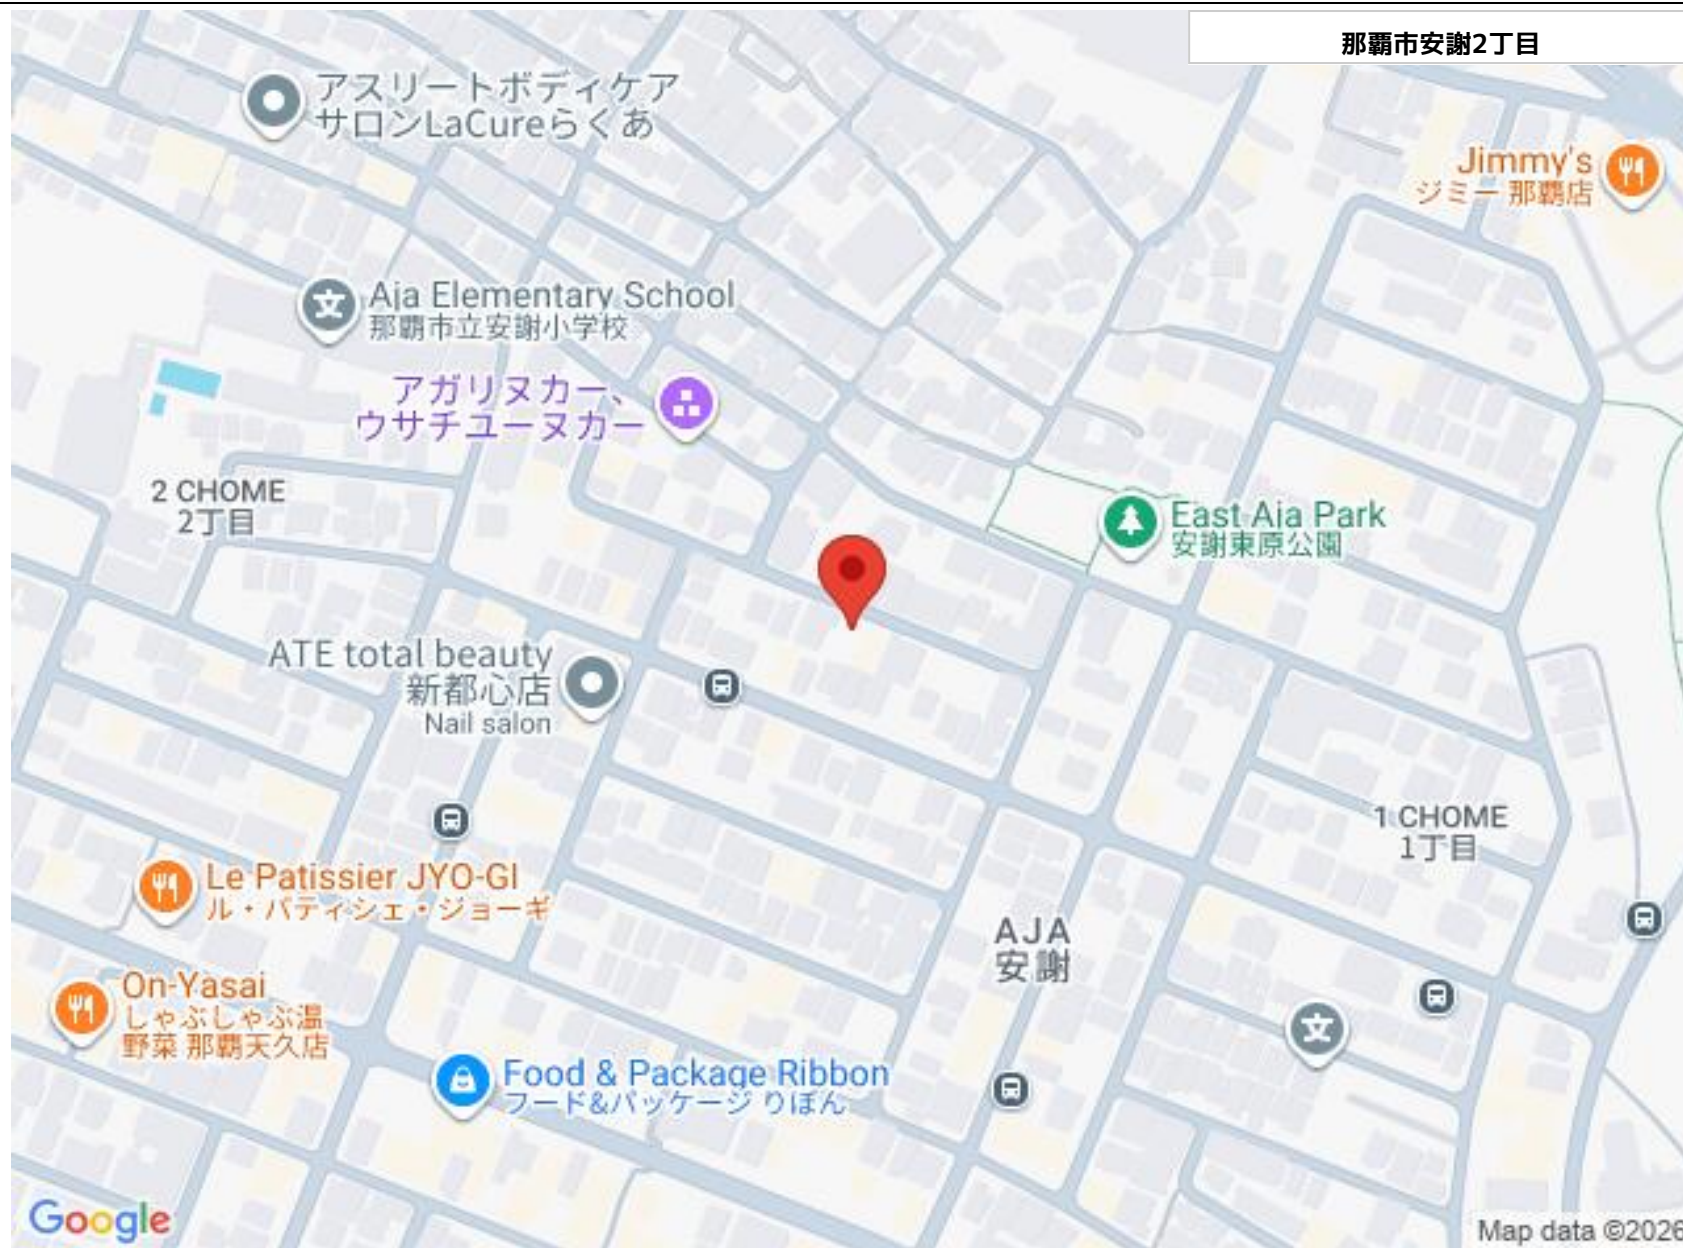 那覇市安謝2丁目
アスリートボディケア
サロンLaCureらくあ
Jimmy's
ジミー 那覇店
Aja Elementary School
那覇市立安謝小学校
アガリヌカー、
ウサチユーヌカー
2 CHOME
2丁目
East Aja Park
安謝東原公園
ATE total beauty
新都心店
Nail salon
1 CHOME
1丁目
Le Patissier JYO-GI
ル・パティシェ・ジョーギ
AJA
安謝
On-Yasai
しゃぶしゃぶ温
野菜 那覇天久店
Food & Package Ribbon
フード&パッケージ りぼん
文
文
Google
Map data ©2026